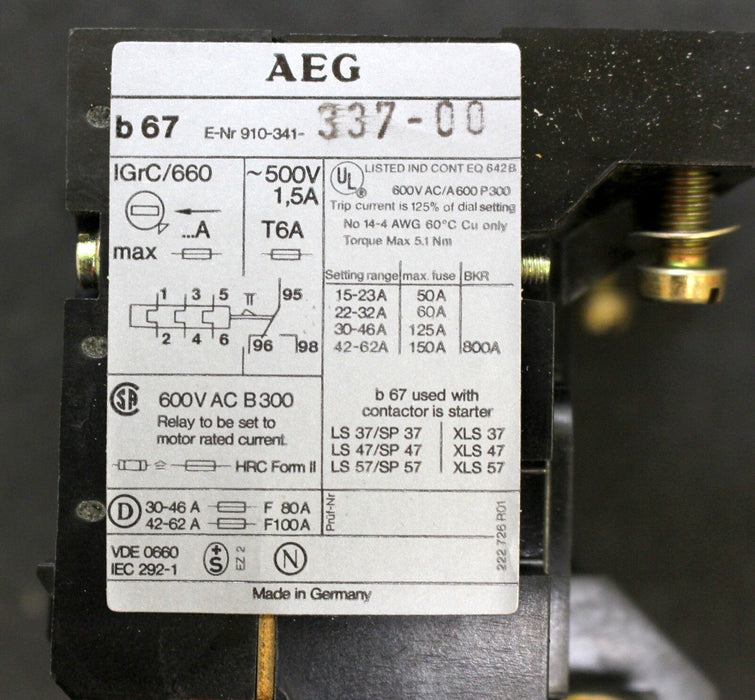 AEG
b 67 E-Nr 910-341- 337-00
IGrC/660
...A
max
~500V
1,5A
T6A
1 3 5 95
2 4 6 96 98
UL ® LISTED IND CONT EQ 642B
600V AC/A600 P300
Trip current is 125% of dial setting
No 14-4 AWG 60°C Cu only
Torque Max 5.1 Nm
Setting range max. fuse BKR
15-23A 50A
22-32A 60A
30-46A 125A
42-62A 150A 800A
SA 600V AC B300
Relay to be set to
motor rated current.
HRC Form II
b 67 used with
contactor is starter
LS 37/SP 37 XLS 37
LS 47/SP 47 XLS 47
LS 57/SP 57 XLS 57
D 30-46 A F 80A
42-62 A F100A
Prüf-Nr
222.726 R01
VDE 0660
IEC 292-1
+S EZ 2 N
Made in Germany